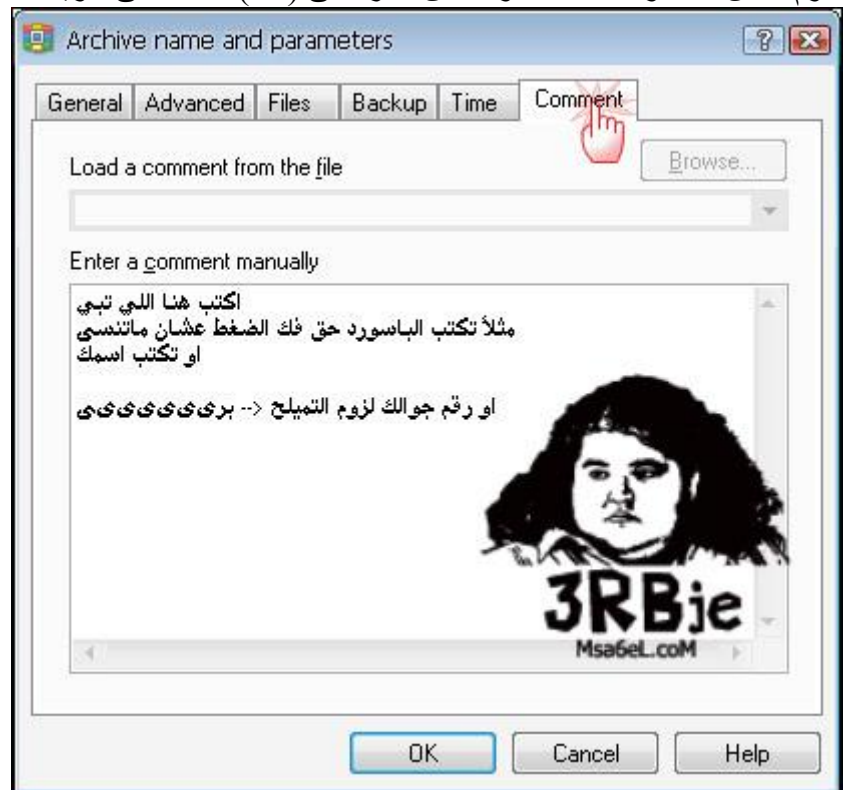 Archive name and parameters
General Advanced Files Backup Time Comment
Load a comment from the file
Browse...
Enter a comment manually
اكتب هنا اللي تبي
مثلاً تكتب الباسورد حق فك الضغط عشان ماتنسى
او تكتب اسمك
او رقم جوالك لزوم التميلح <-- بري ي ي ي ي ي ي
3RBje
Msa6eL.coM
OK Cancel Help